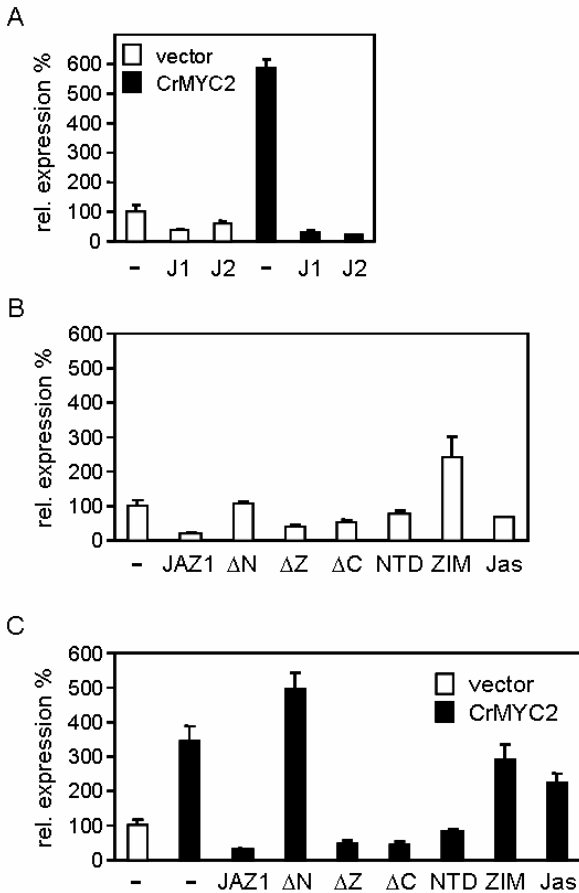 A
rel. expression %
600
500
400
300
200
100
0
vector
CrMYC2
- J1 J2 - J1 J2
B
rel. expression %
600
500
400
300
200
100
0
- JAZ1 ΔN ΔZ ΔC NTD ZIM Jas
C
rel. expression %
600
500
400
300
200
100
0
vector
CrMYC2
- - JAZ1 ΔN ΔZ ΔC NTD ZIM Jas